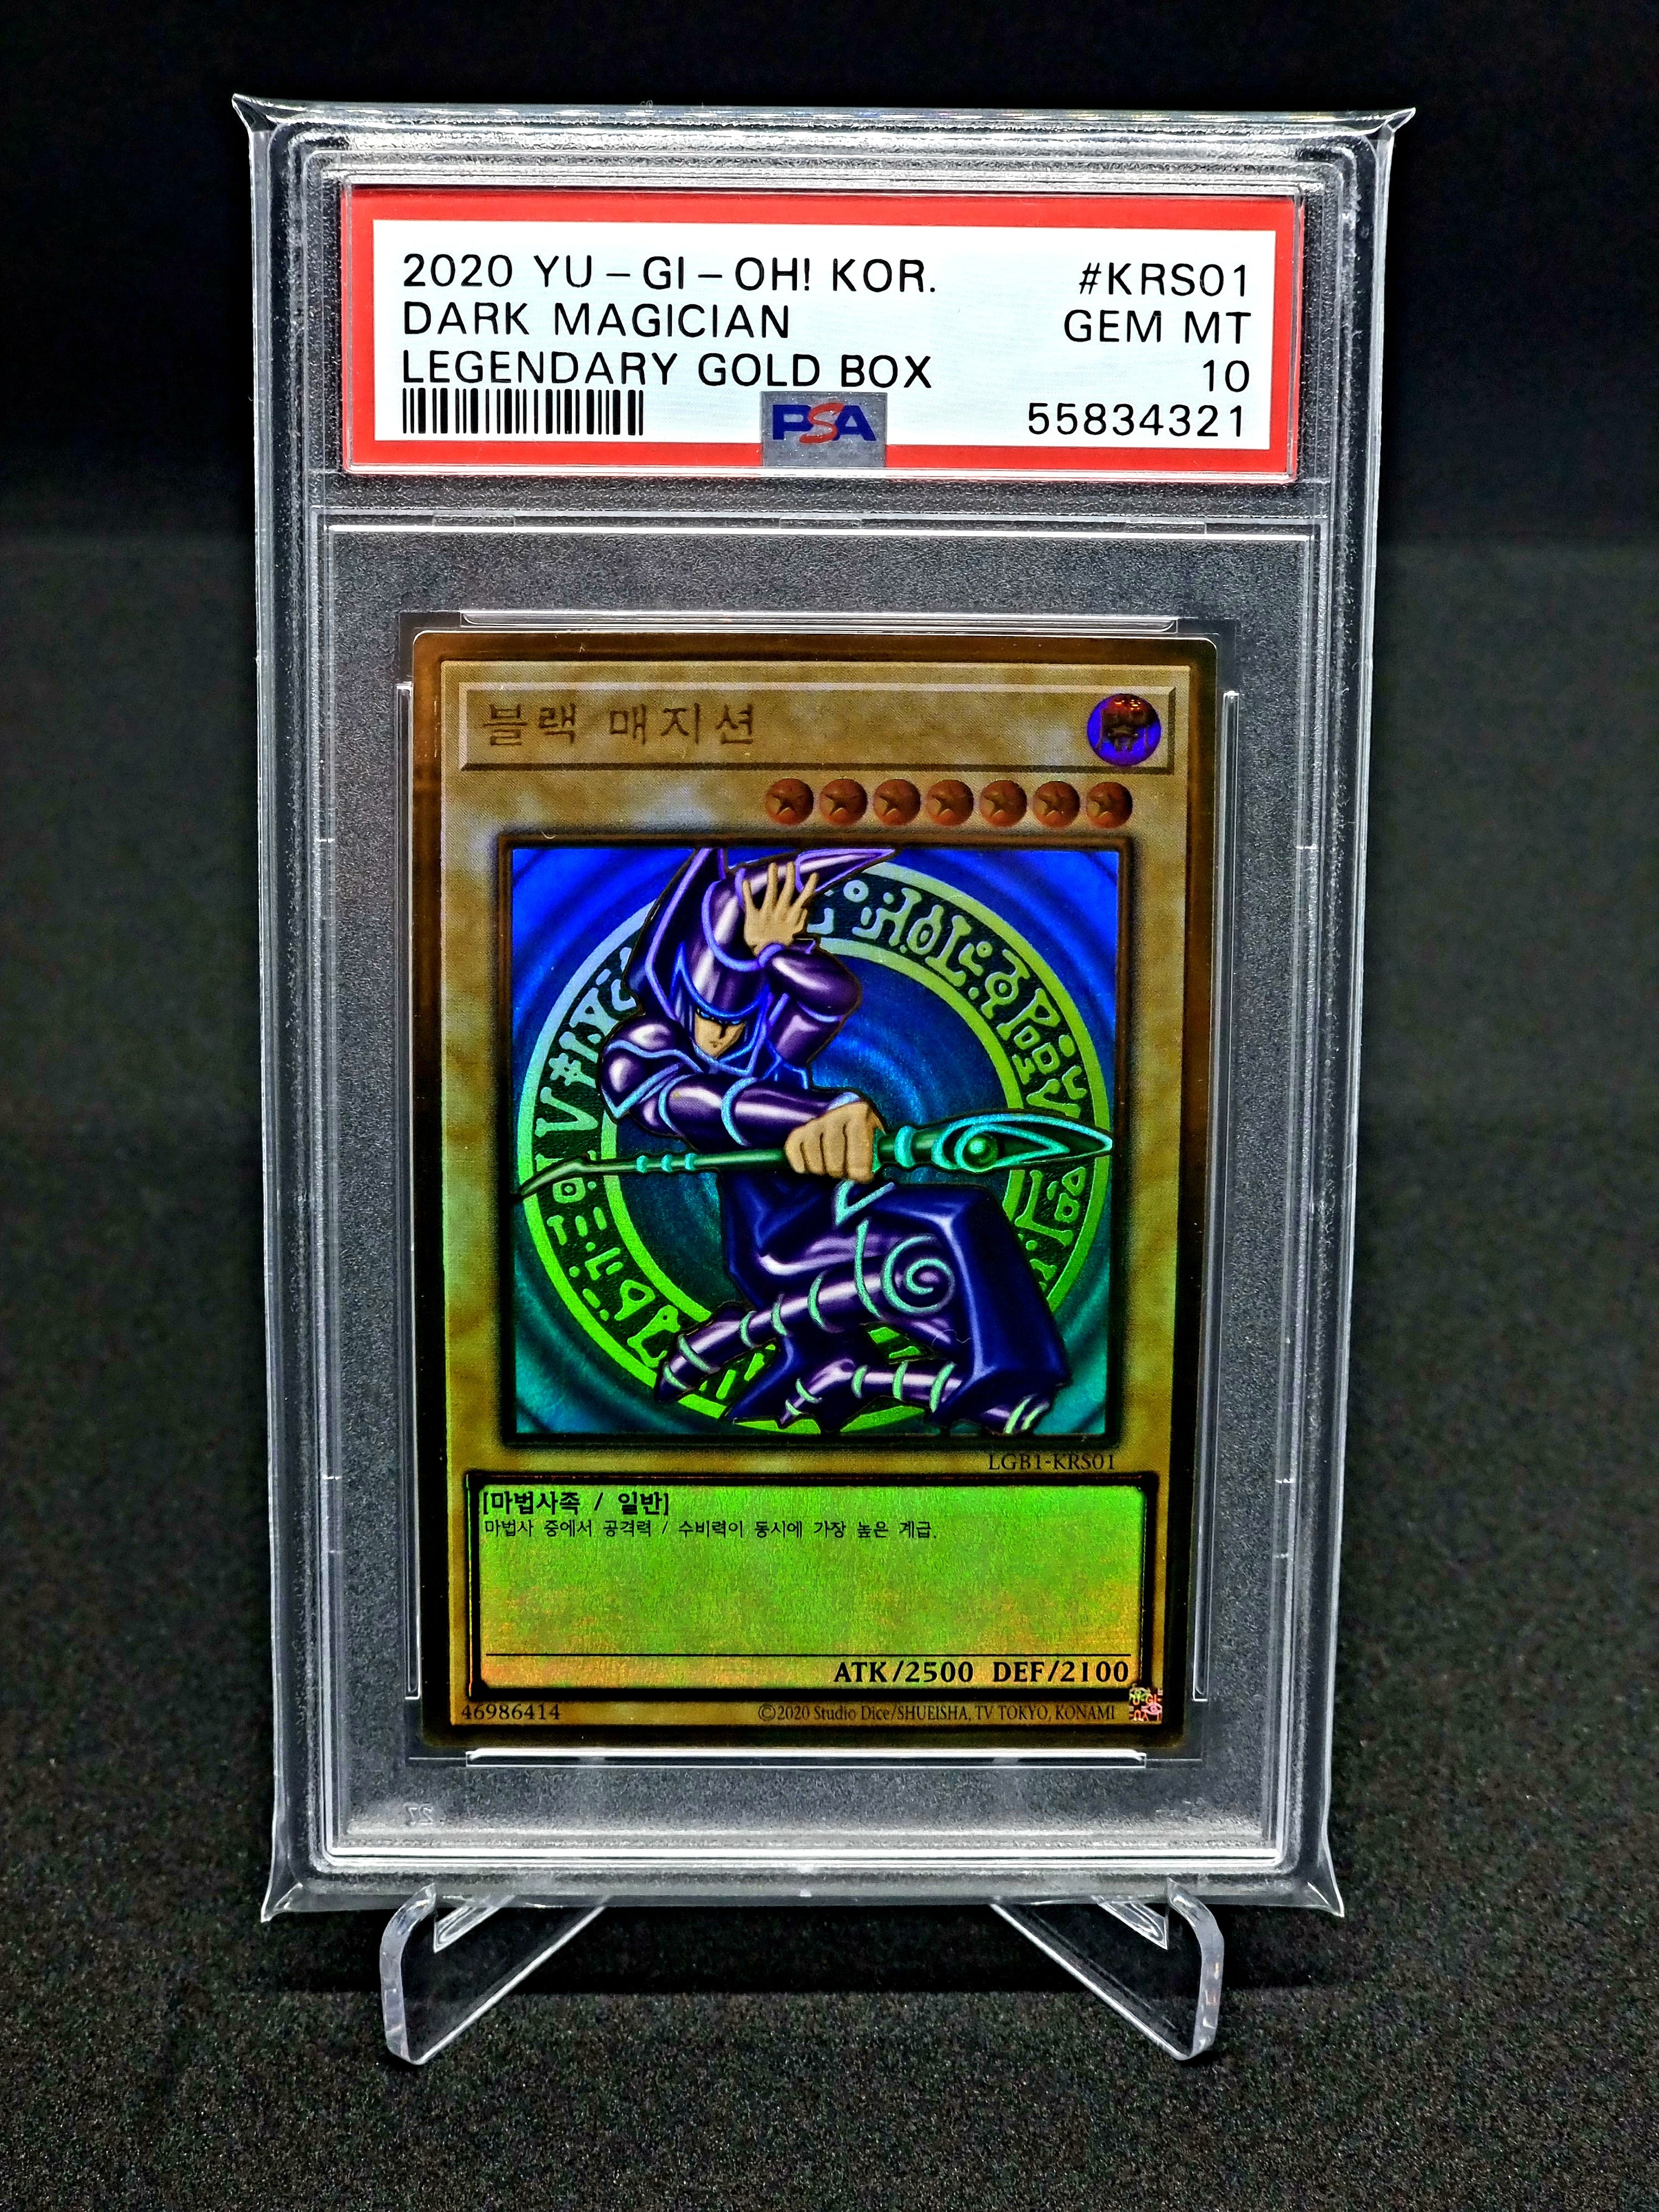 2020 YU-GI-OH! KOR. #KRS01
DARK MAGICIAN GEM MT
LEGENDARY GOLD BOX 10
PSA 55834321
블랙 매지션
LGB1-KRS01
[마법사족 / 일반]
마법사 중에서 공격력 / 수비력이 동시에 가장 높은 계급.
ATK/2500 DEF/2100
46986414 ©2020 Studio Dice/SHUEISHA, TV TOKYO, KONAMI